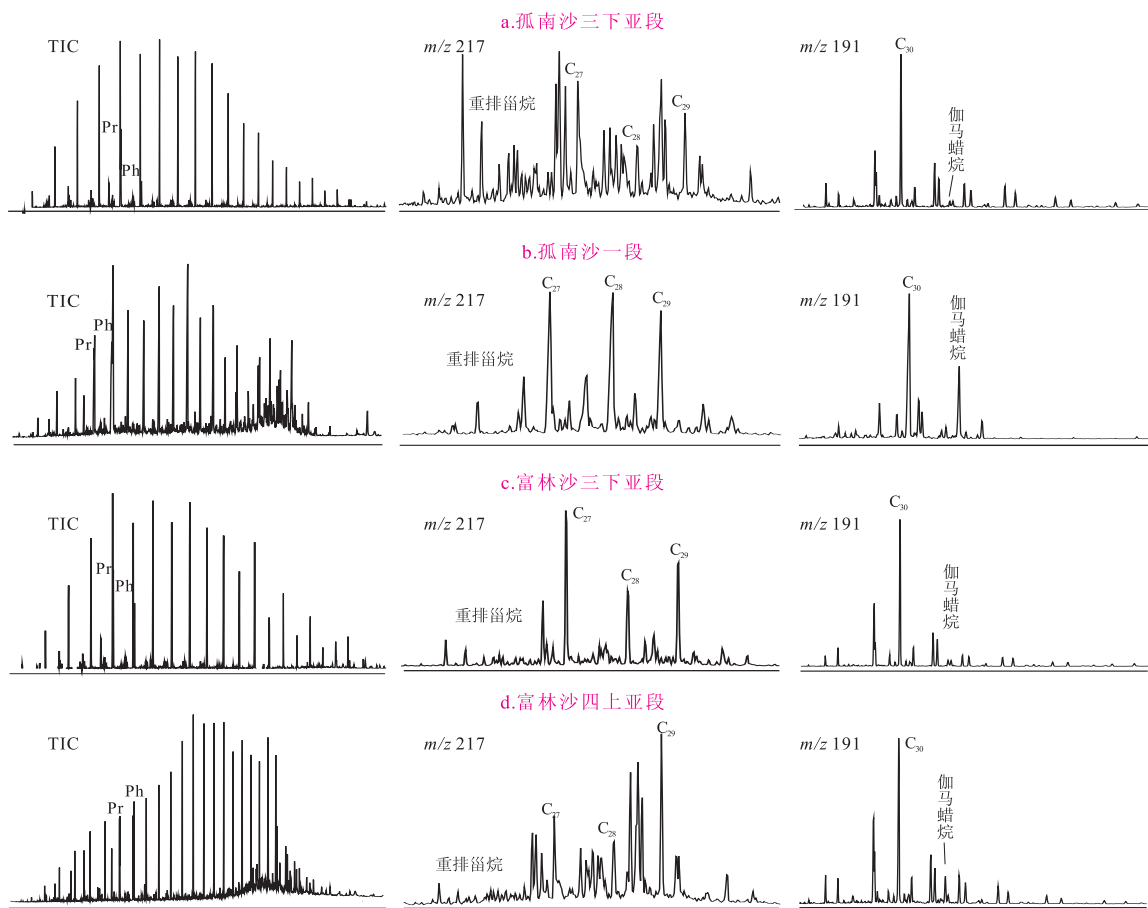 a.孤南沙三下亚段
TIC
Pr
Ph
m/z 217
重排甾烷
C27
C28
C29
m/z 191
C30
伽马蜡烷
b.孤南沙一段
TIC
Pr
Ph
m/z 217
重排甾烷
C27
C28
C29
m/z 191
C30
伽马蜡烷
c.富林沙三下亚段
TIC
Pr
Ph
m/z 217
重排甾烷
C27
C28
C29
m/z 191
C30
伽马蜡烷
d.富林沙四上亚段
TIC
Pr
Ph
m/z 217
重排甾烷
C27
C28
C29
m/z 191
C30
伽马蜡烷